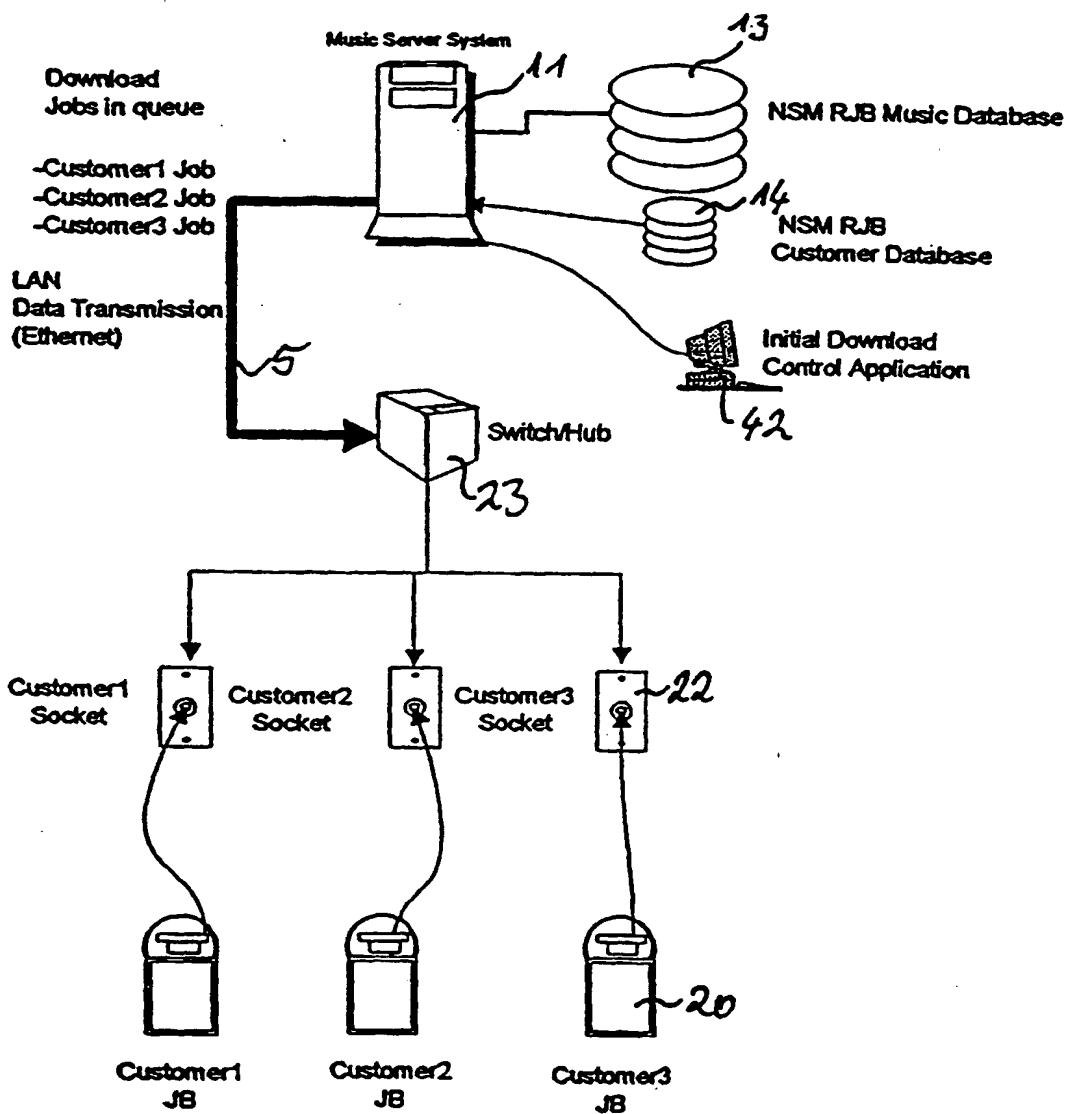 Music Server System
11
13
Download
Jobs in queue
NSM RJB Music Database
-Customer1 Job
-Customer2 Job
-Customer3 Job
14
NSM RJB
Customer Database
LAN
Data Transmission
(Ethernet)
5
Initial Download
Control Application
42
Switch/Hub
23
Customer1
Socket
Customer2
Socket
Customer3
Socket
22
20
Customer1
JB
Customer2
JB
Customer3
JB